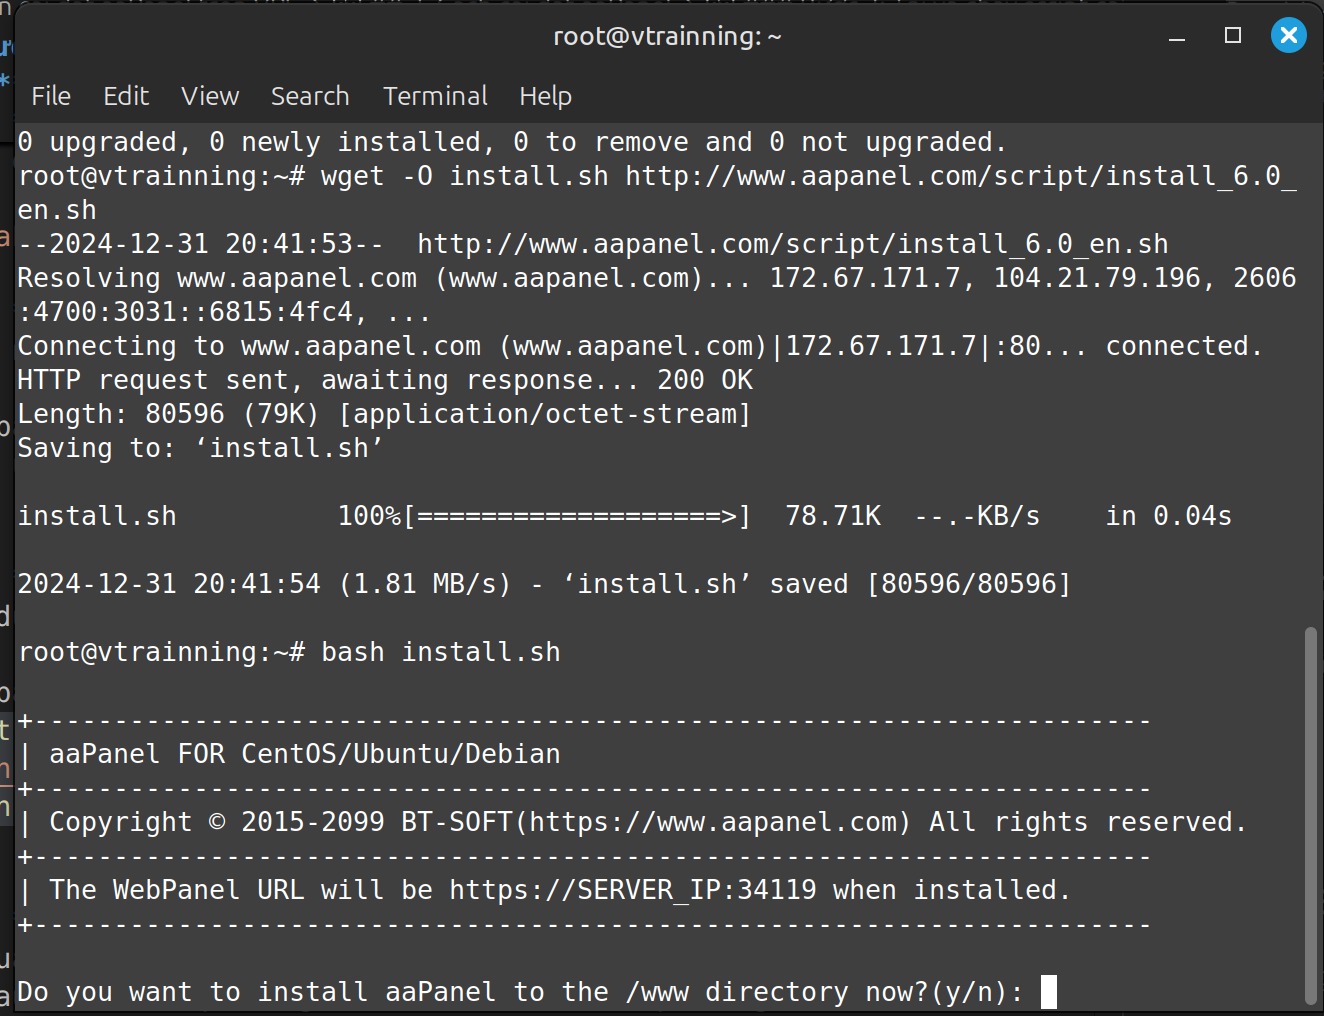 root@vtrainning: ~
File Edit View Search Terminal Help
0 upgraded, 0 newly installed, 0 to remove and 0 not upgraded.
root@vtrainning:~# wget -O install.sh http://www.aapanel.com/script/install_6.0_
en.sh
--2024-12-31 20:41:53--  http://www.aapanel.com/script/install_6.0_en.sh
Resolving www.aapanel.com (www.aapanel.com)... 172.67.171.7, 104.21.79.196, 2606
:4700:3031::6815:4fc4, ...
Connecting to www.aapanel.com (www.aapanel.com)|172.67.171.7|:80... connected.
HTTP request sent, awaiting response... 200 OK
Length: 80596 (79K) [application/octet-stream]
Saving to: ‘install.sh’
install.sh          100%[===================>]  78.71K  --.-KB/s    in 0.04s
2024-12-31 20:41:54 (1.81 MB/s) - ‘install.sh’ saved [80596/80596]
root@vtrainning:~# bash install.sh
+----------------------------------------------------------------------
| aaPanel FOR CentOS/Ubuntu/Debian
+----------------------------------------------------------------------
| Copyright © 2015-2099 BT-SOFT(https://www.aapanel.com) All rights reserved.
+----------------------------------------------------------------------
| The WebPanel URL will be https://SERVER_IP:34119 when installed.
+----------------------------------------------------------------------
Do you want to install aaPanel to the /www directory now?(y/n):